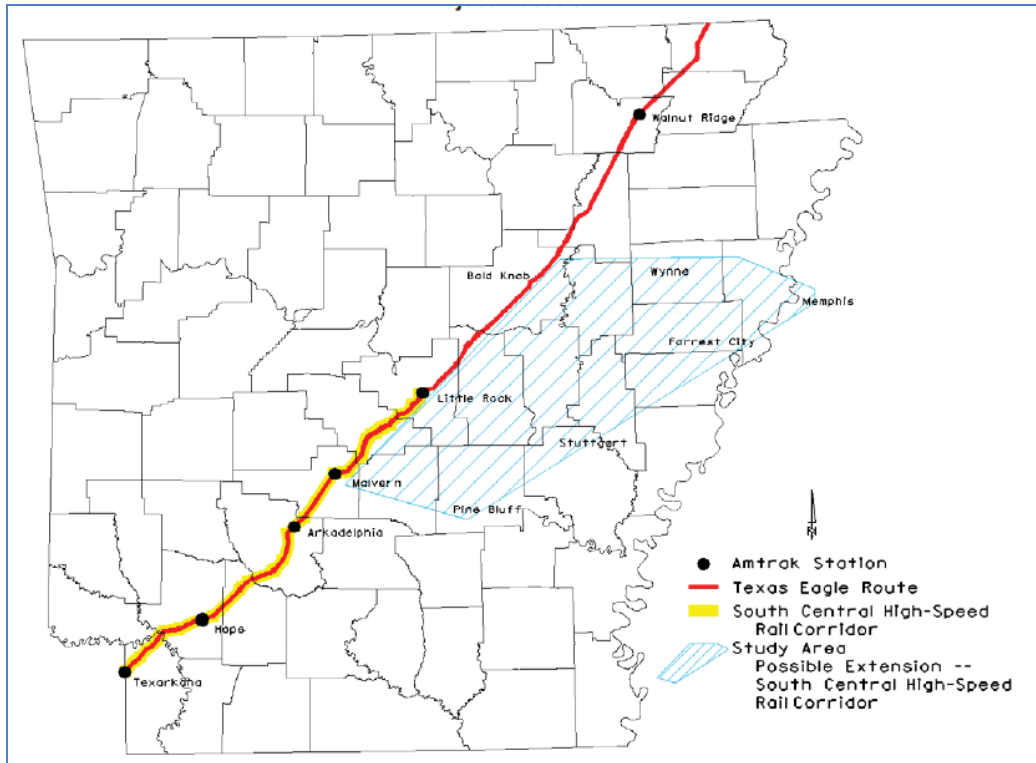 Walnut Ridge
Bald Knob
Wynne
Memphis
Forrest City
Little Rock
Stuttgart
Malvern
Pine Bluff
Arkadelphia
Hope
Texarkana
N
Amtrak Station
Texas Eagle Route
South Central High-Speed
Rail Corridor
Study Area
Possible Extension --
South Central High-Speed
Rail Corridor